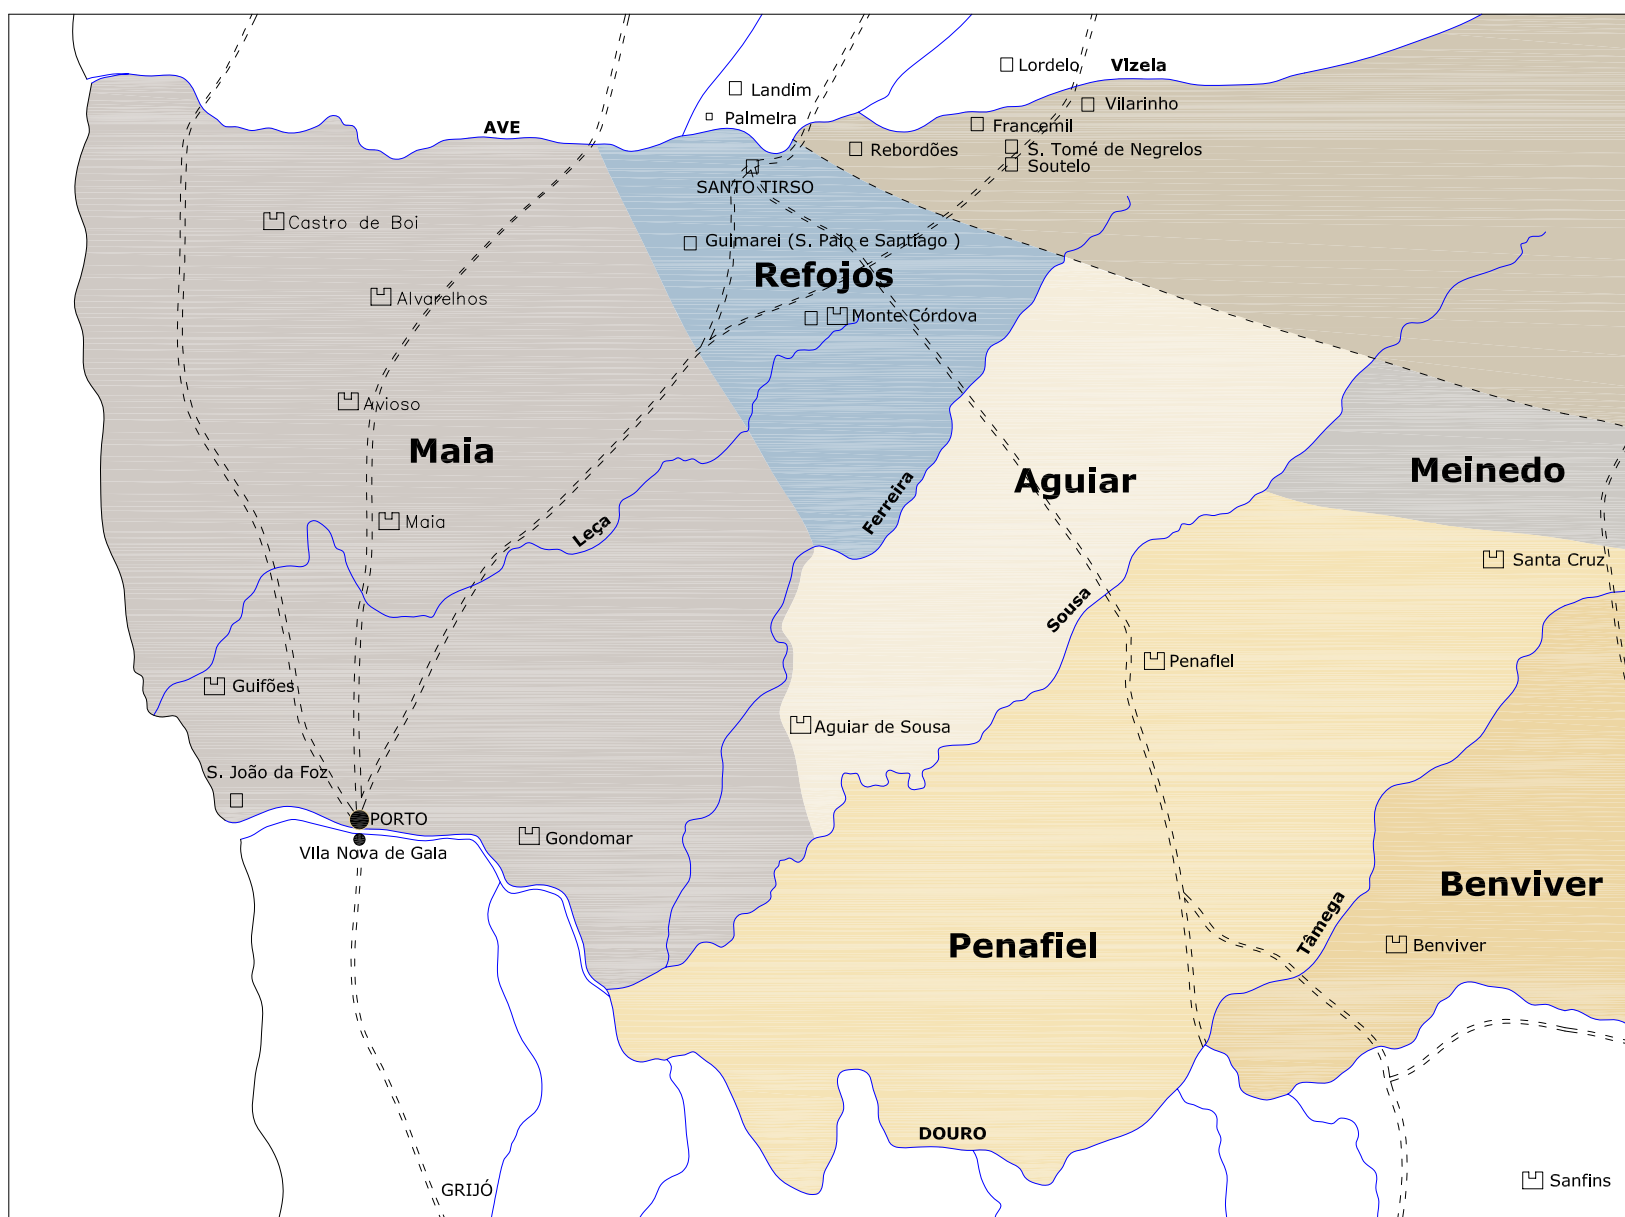 Lordelo
VIzela
Landim
Vilarinho
Palmeira
Francemil
AVE
Rebordões
S. Tomé de Negrelos
Soutelo
SANTO TIRSO
Castro de Boi
Guimarei (S. Paio e Santiago )
Refojos
Alvarelhos
Monte Córdova
Avioso
Maia
Meinedo
Aguiar
Ferreira
Maia
Leça
Santa Cruz
Sousa
Penafiel
Guifões
Aguiar de Sousa
S. João da Foz
PORTO
Gondomar
VIla Nova de Gaia
Benviver
Tâmega
Penafiel
Benviver
DOURO
Sanfins
GRIJÓ